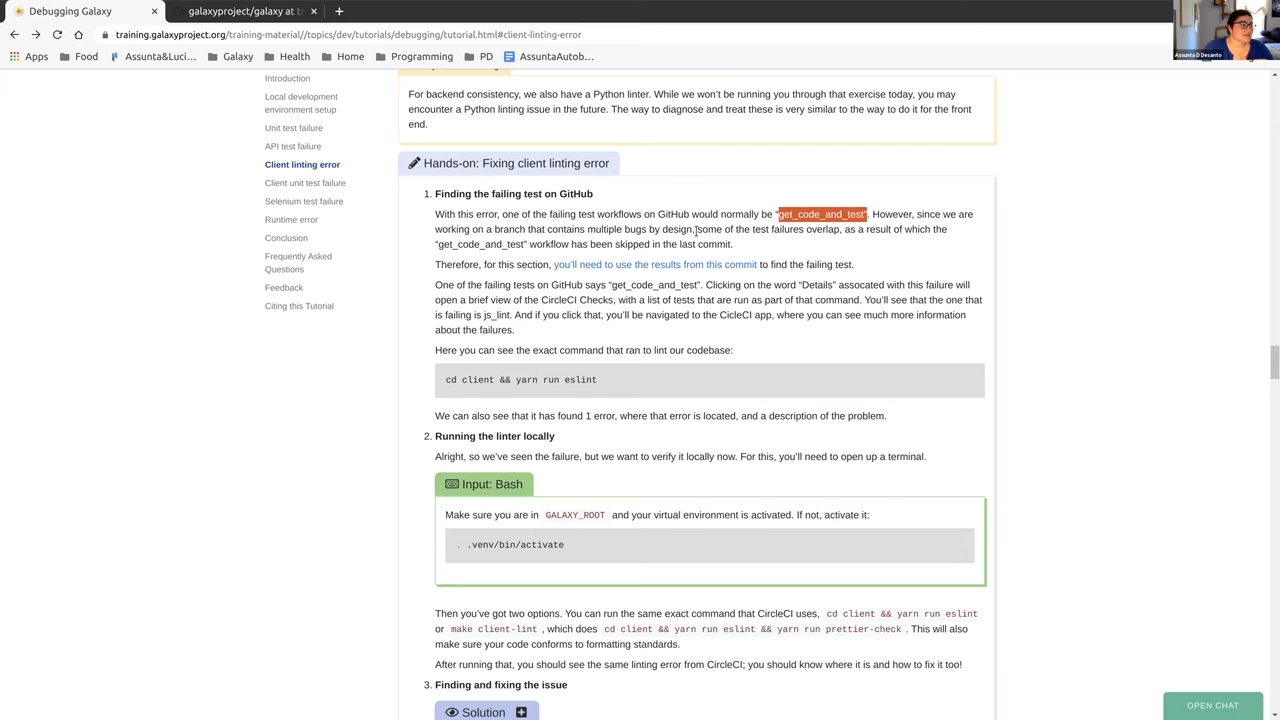 Debugging Galaxy
galaxyproject/galaxy at t
training.galaxyproject.org/training-material//topics/dev/tutorials/debugging/tutorial.html#client-linting-error
Apps
Food
Assunta&Luci...
Galaxy
Health
Home
Programming
PD
AssuntaAutob...
Assunta D Desanto
Introduction
Local development
environment setup
Unit test failure
API test failure
Client linting error
Client unit test failure
Selenium test failure
Runtime error
Conclusion
Frequently Asked
Questions
Feedback
Citing this Tutorial
For backend consistency, we also have a Python linter. While we won't be running you through that exercise today, you may
encounter a Python linting issue in the future. The way to diagnose and treat these is very similar to the way to do it for the front
end.
Hands-on: Fixing client linting error
1. Finding the failing test on GitHub
With this error, one of the failing test workflows on GitHub would normally be “get_code_and_test”. However, since we are
working on a branch that contains multiple bugs by design, some of the test failures overlap, as a result of which the
“get_code_and_test” workflow has been skipped in the last commit.
Therefore, for this section, you'll need to use the results from this commit to find the failing test.
One of the failing tests on GitHub says “get_code_and_test”. Clicking on the word “Details” assocated with this failure will
open a brief view of the CircleCI Checks, with a list of tests that are run as part of that command. You'll see that the one that
is failing is js_lint. And if you click that, you'll be navigated to the CicleCI app, where you can see much more information
about the failures.
Here you can see the exact command that ran to lint our codebase:
cd client && yarn run eslint
We can also see that it has found 1 error, where that error is located, and a description of the problem.
2. Running the linter locally
Alright, so we've seen the failure, but we want to verify it locally now. For this, you'll need to open up a terminal.
Input: Bash
Make sure you are in GALAXY_ROOT and your virtual environment is activated. If not, activate it:
. .venv/bin/activate
Then you've got two options. You can run the same exact command that CircleCI uses, cd client && yarn run eslint
or make client-lint , which does cd client && yarn run eslint && yarn run prettier-check . This will also
make sure your code conforms to formatting standards.
After running that, you should see the same linting error from CircleCI; you should know where it is and how to fix it too!
3. Finding and fixing the issue
Solution
OPEN CHAT